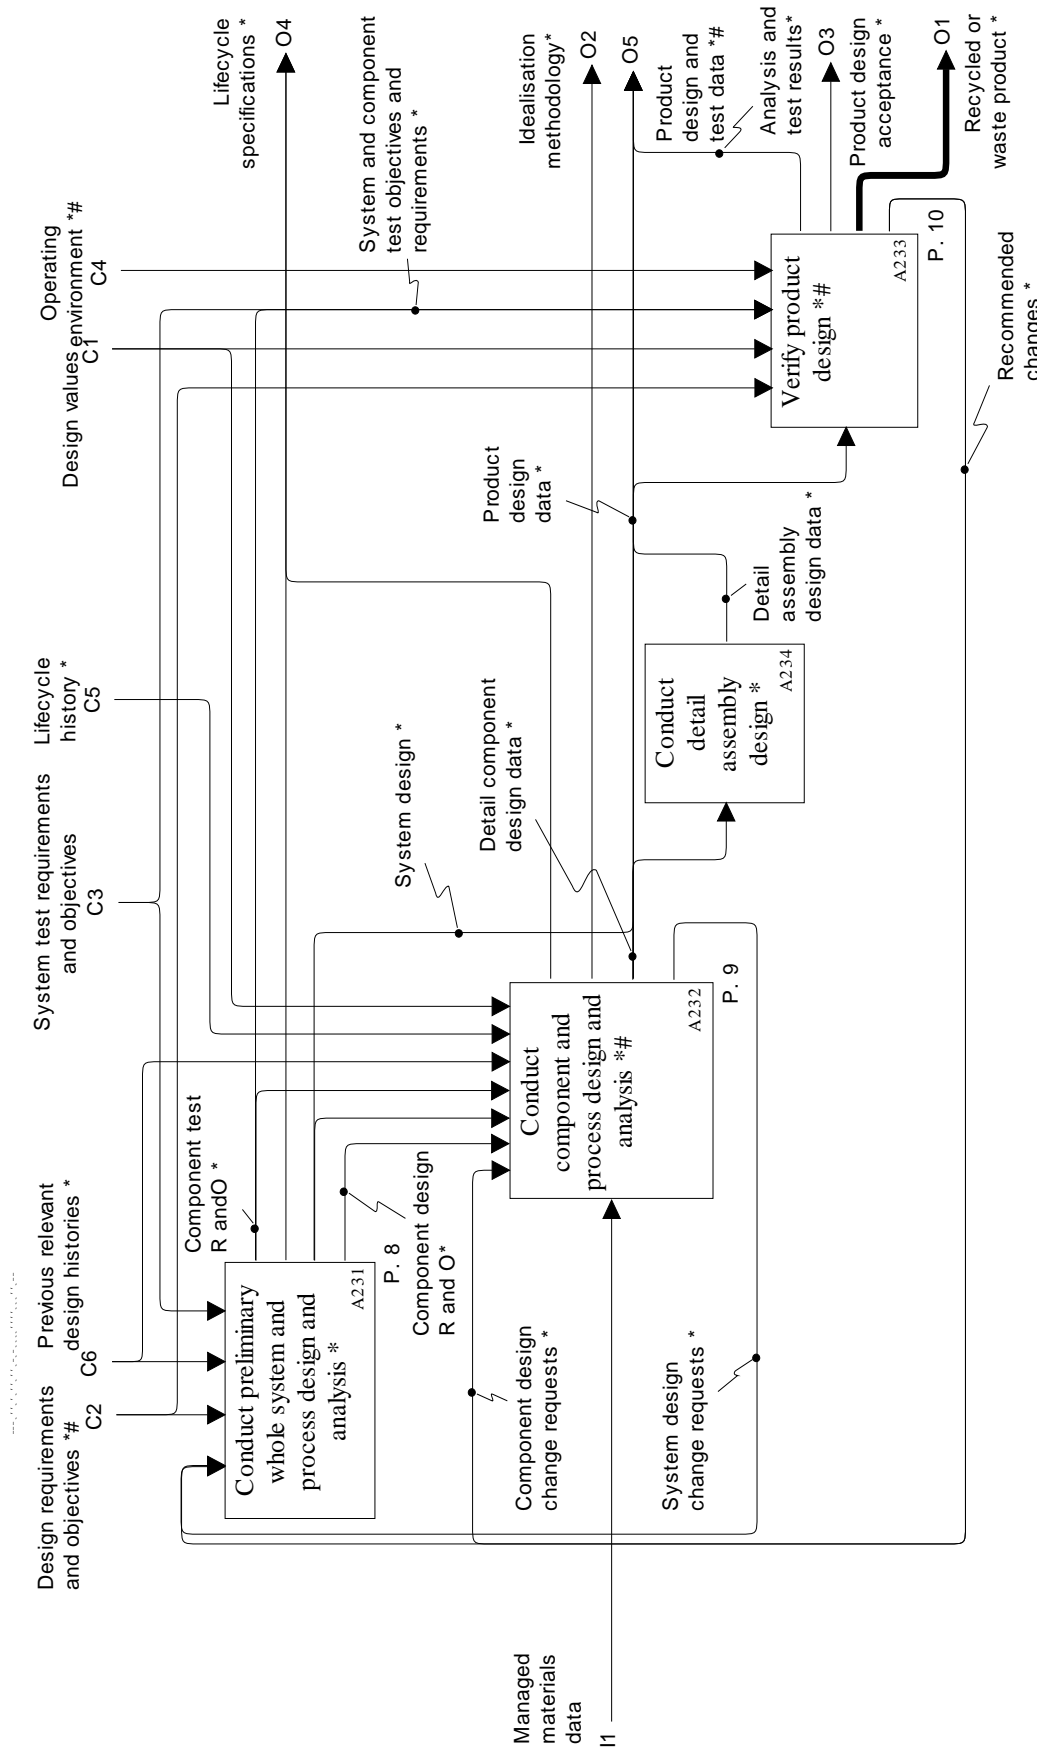 Design requirements
and objectives *#
C2
Previous relevant
design histories *
C6
System test requirements
and objectives
C3
Lifecycle
history *
C5
Design values
C1
Operating
environment *#
C4
Lifecycle
specifications *
O4
System and component
test objectives and
requirements *
Idealisation
methodology*
O2
O5
Product
design and
test data *#
Analysis and
test results*
O3
Product design
acceptance *
O1
Recycled or
waste product *
Component test
R andO *
Conduct preliminary
whole system and
process design and
analysis *
A231
P. 8
Component design
R and O*
System design *
Detail component
design data *
Product
design
data *
Conduct
component and
process design and
analysis *#
A232
P. 9
Conduct
detail
assembly
design *
A234
Detail
assembly
design data *
Verify product
design *#
A233
P. 10
Recommended
changes *
Component design
change requests *
System design
change requests *
Managed
materials
data
I1